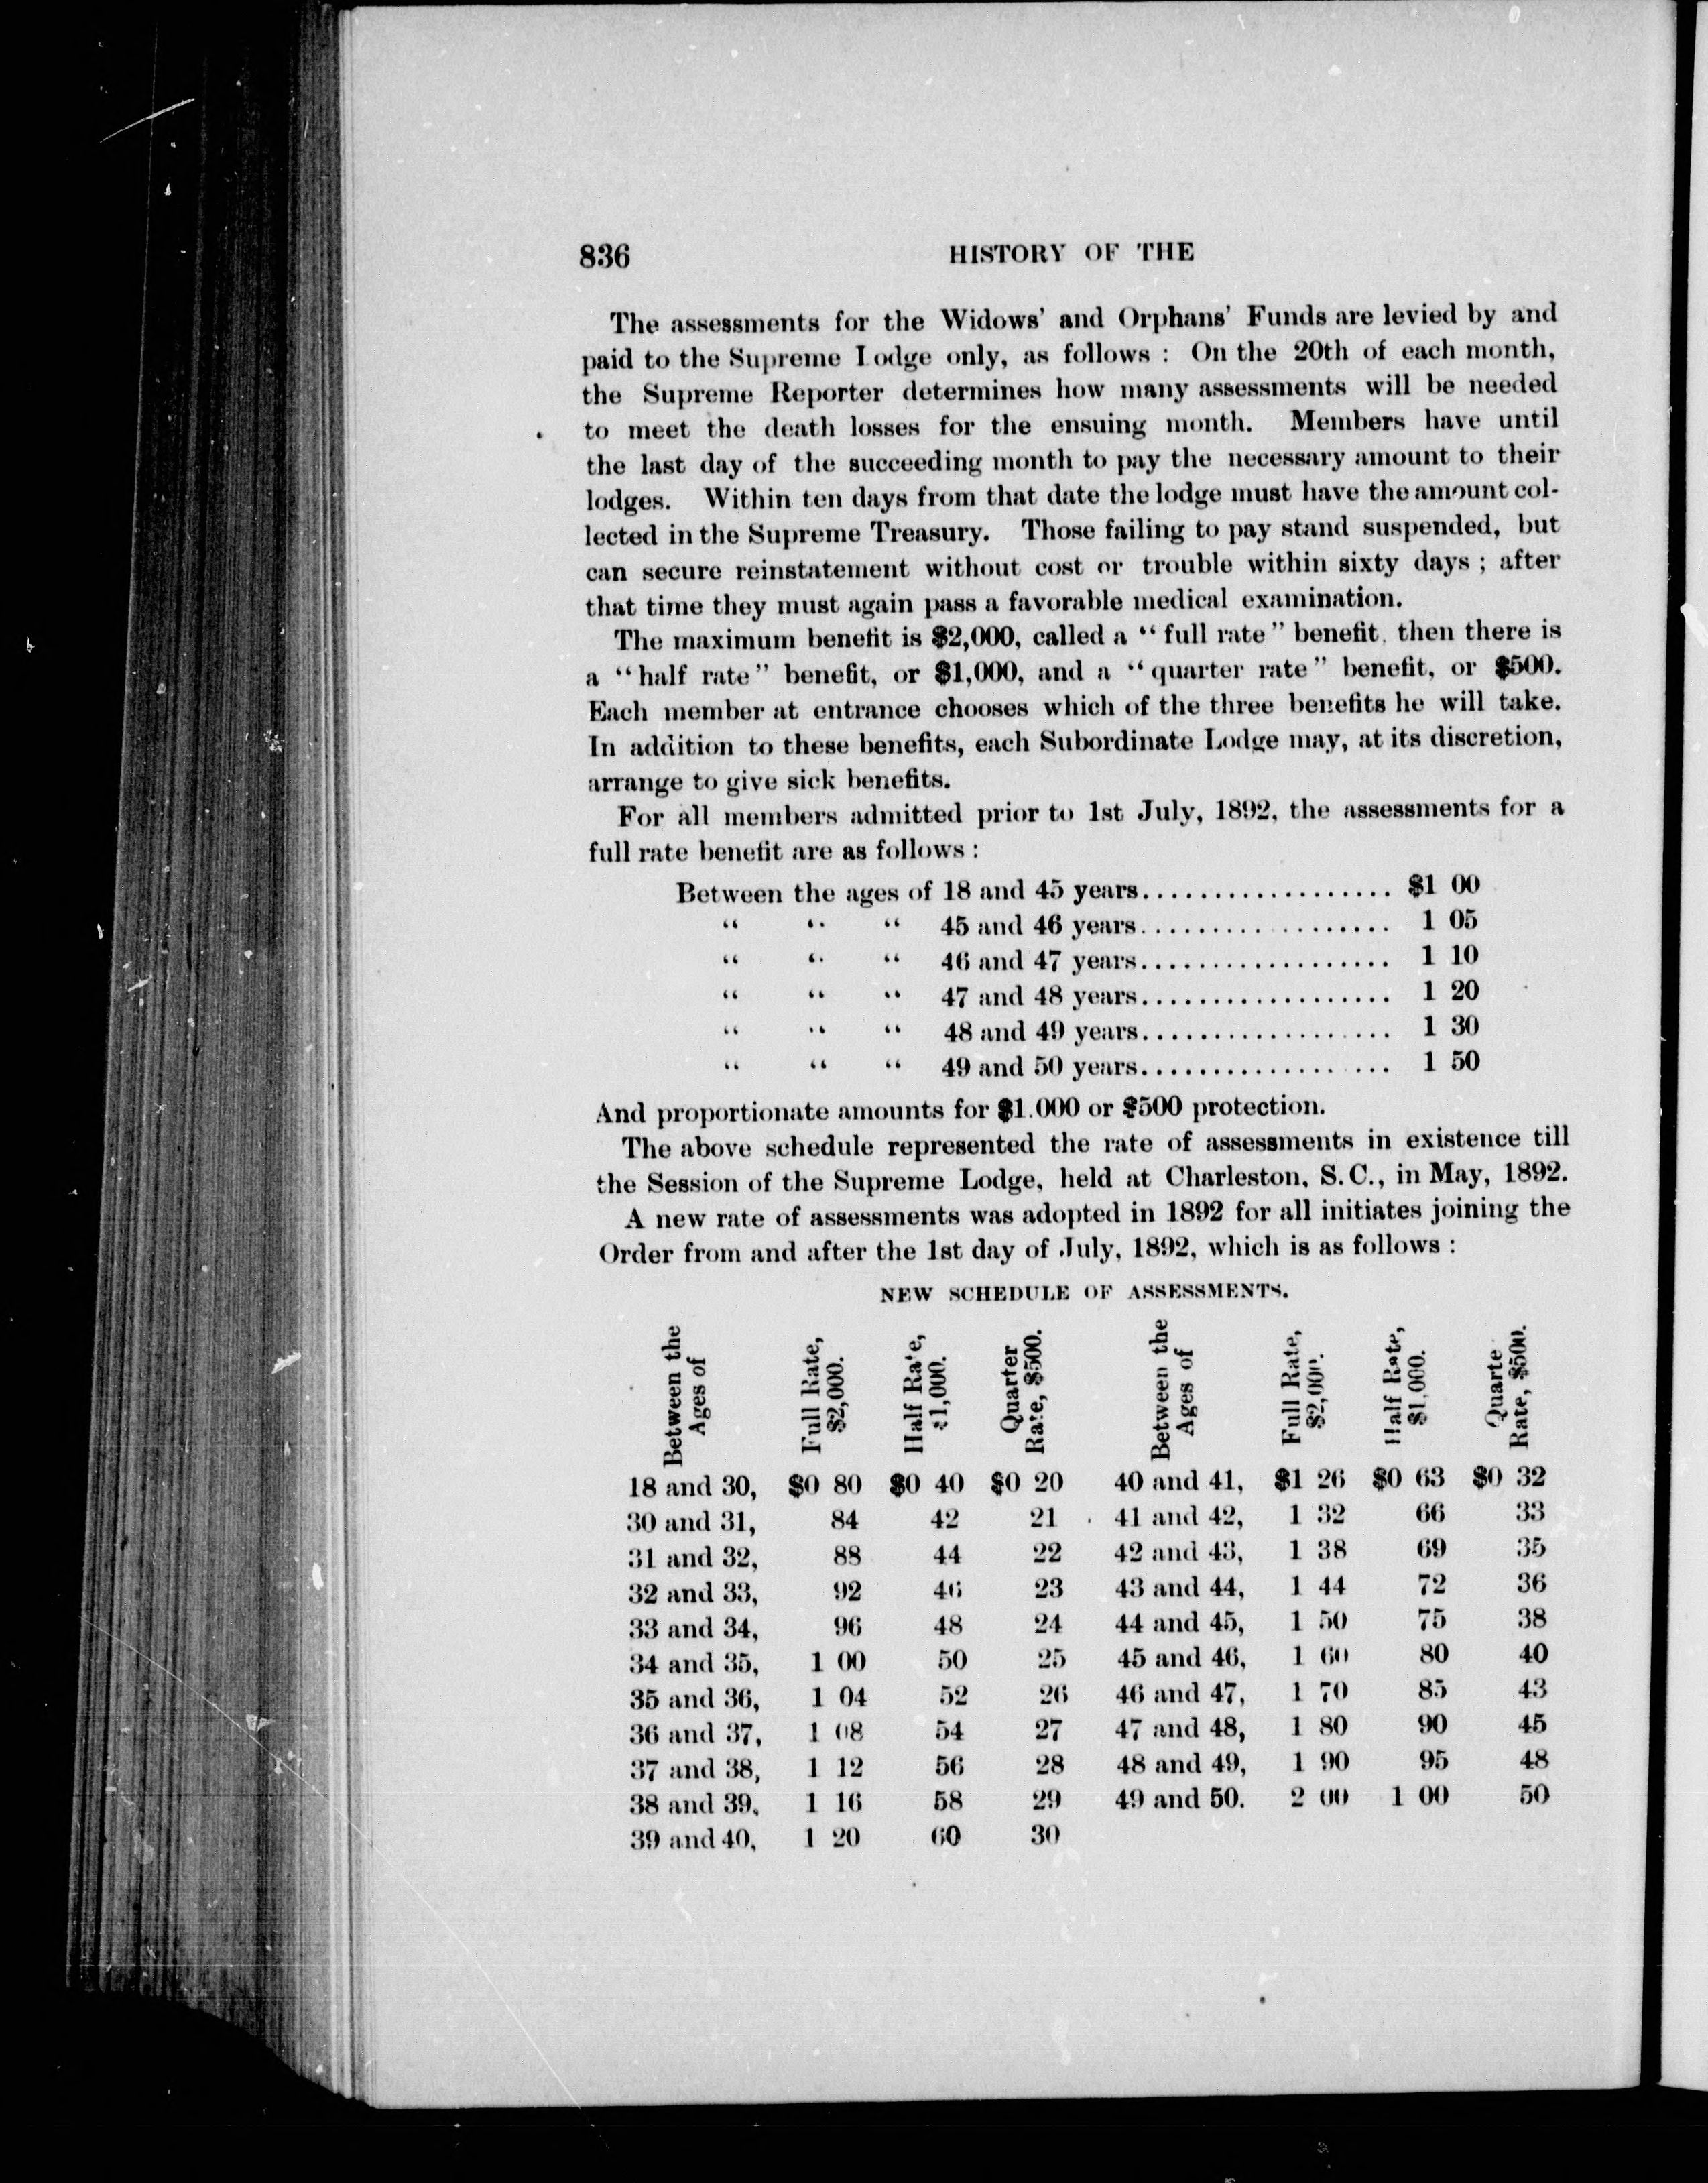 836 HISTORY OF THE
The assessments for the Widows' and Orphans' Funds are levied by and
paid to the Supreme Lodge only, as follows : On the 20th of each month,
the Supreme Reporter determines how many assessments will be needed
to meet the death losses for the ensuing month. Members have until
the last day of the succeeding month to pay the necessary amount to their
lodges. Within ten days from that date the lodge must have the amount col-
lected in the Supreme Treasury. Those failing to pay stand suspended, but
can secure reinstatement without cost or trouble within sixty days ; after
that time they must again pass a favorable medical examination.
The maximum benefit is $2,000, called a “ full rate ” benefit, then there is
a “half rate” benefit, or $1,000, and a “quarter rate” benefit, or $500.
Each member at entrance chooses which of the three benefits he will take.
In addition to these benefits, each Subordinate Lodge may, at its discretion,
arrange to give sick benefits.
For all members admitted prior to 1st July, 1892, the assessments for a
full rate benefit are as follows :
Between the ages of 18 and 45 years................... $1 00
“ “ “ 45 and 46 years................... 1 05
“ “ “ 46 and 47 years................... 1 10
“ “ “ 47 and 48 years................... 1 20
“ “ “ 48 and 49 years................... 1 30
“ “ “ 49 and 50 years................... 1 50
And proportionate amounts for $1.000 or $500 protection.
The above schedule represented the rate of assessments in existence till
the Session of the Supreme Lodge, held at Charleston, S.C., in May, 1892.
A new rate of assessments was adopted in 1892 for all initiates joining the
Order from and after the 1st day of July, 1892, which is as follows :
NEW SCHEDULE OF ASSESSMENTS.
Between the Ages of Full Rate, $2,000. Half Rate, $1,000. Quarter Rate, $500. Between the Ages of Full Rate, $2,000. Half Rate, $1,000. Quarte Rate, $500.
18 and 30, $0 80 $0 40 $0 20 40 and 41, $1 26 $0 63 $0 32
30 and 31, 84 42 21 41 and 42, 1 32 66 33
31 and 32, 88 44 22 42 and 43, 1 38 69 35
32 and 33, 92 46 23 43 and 44, 1 44 72 36
33 and 34, 96 48 24 44 and 45, 1 50 75 38
34 and 35, 1 00 50 25 45 and 46, 1 60 80 40
35 and 36, 1 04 52 26 46 and 47, 1 70 85 43
36 and 37, 1 08 54 27 47 and 48, 1 80 90 45
37 and 38, 1 12 56 28 48 and 49, 1 90 95 48
38 and 39, 1 16 58 29 49 and 50. 2 00 1 00 50
39 and 40, 1 20 60 30